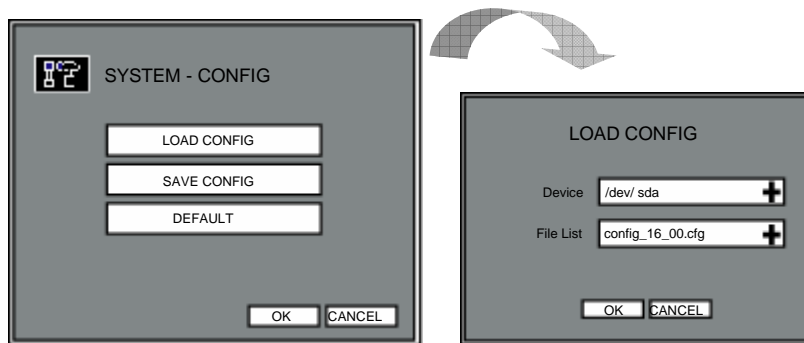 SYSTEM - CONFIG
LOAD CONFIG
SAVE CONFIG
DEFAULT
OK CANCEL
LOAD CONFIG
Device /dev/ sda
File List config_16_00.cfg
OK CANCEL